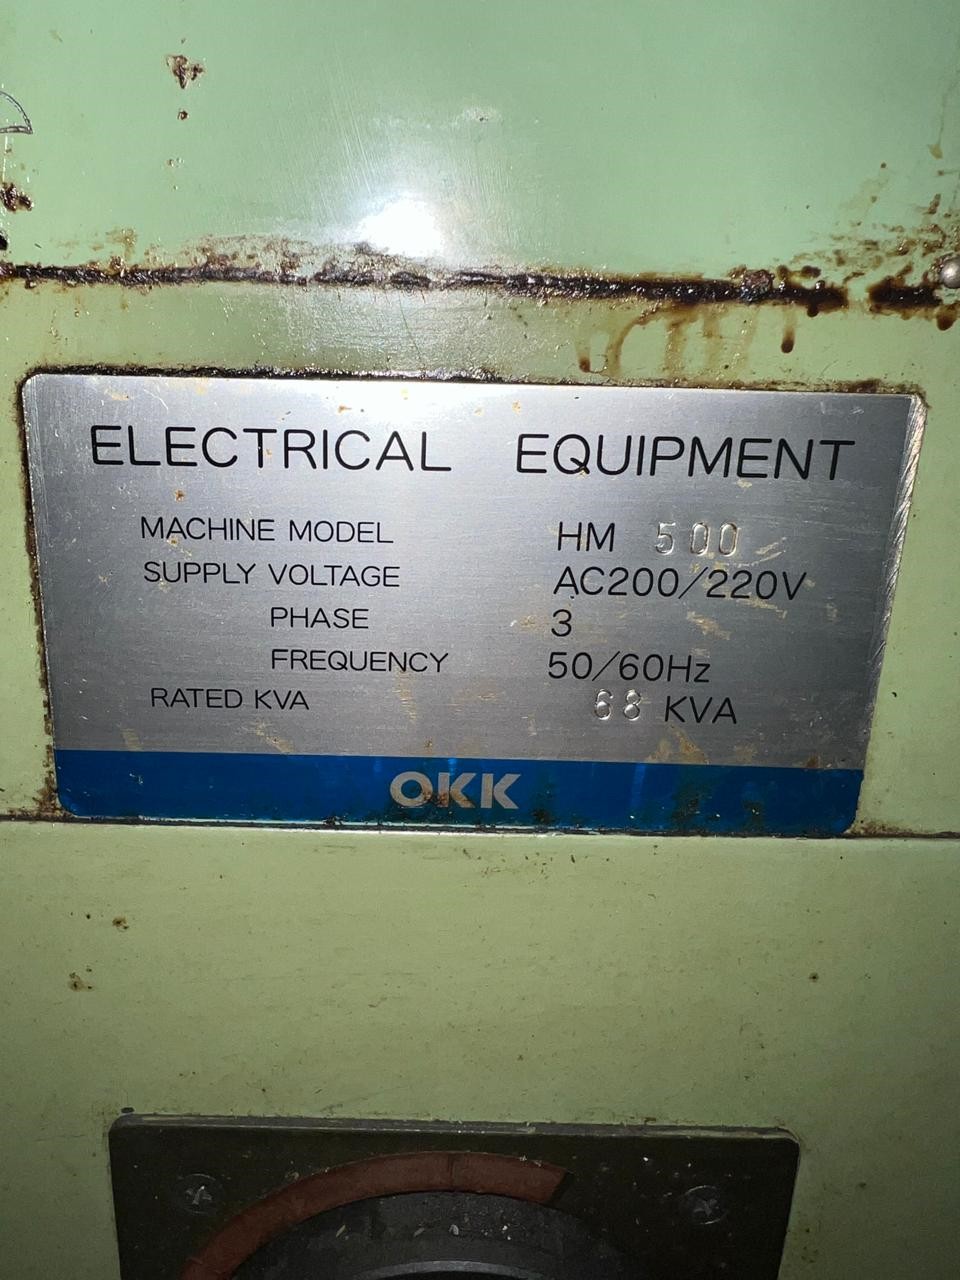 ELECTRICAL EQUIPMENT
MACHINE MODEL HM 500
SUPPLY VOLTAGE AC200/220V
PHASE 3
FREQUENCY 50/60Hz
RATED KVA 68 KVA
OKK